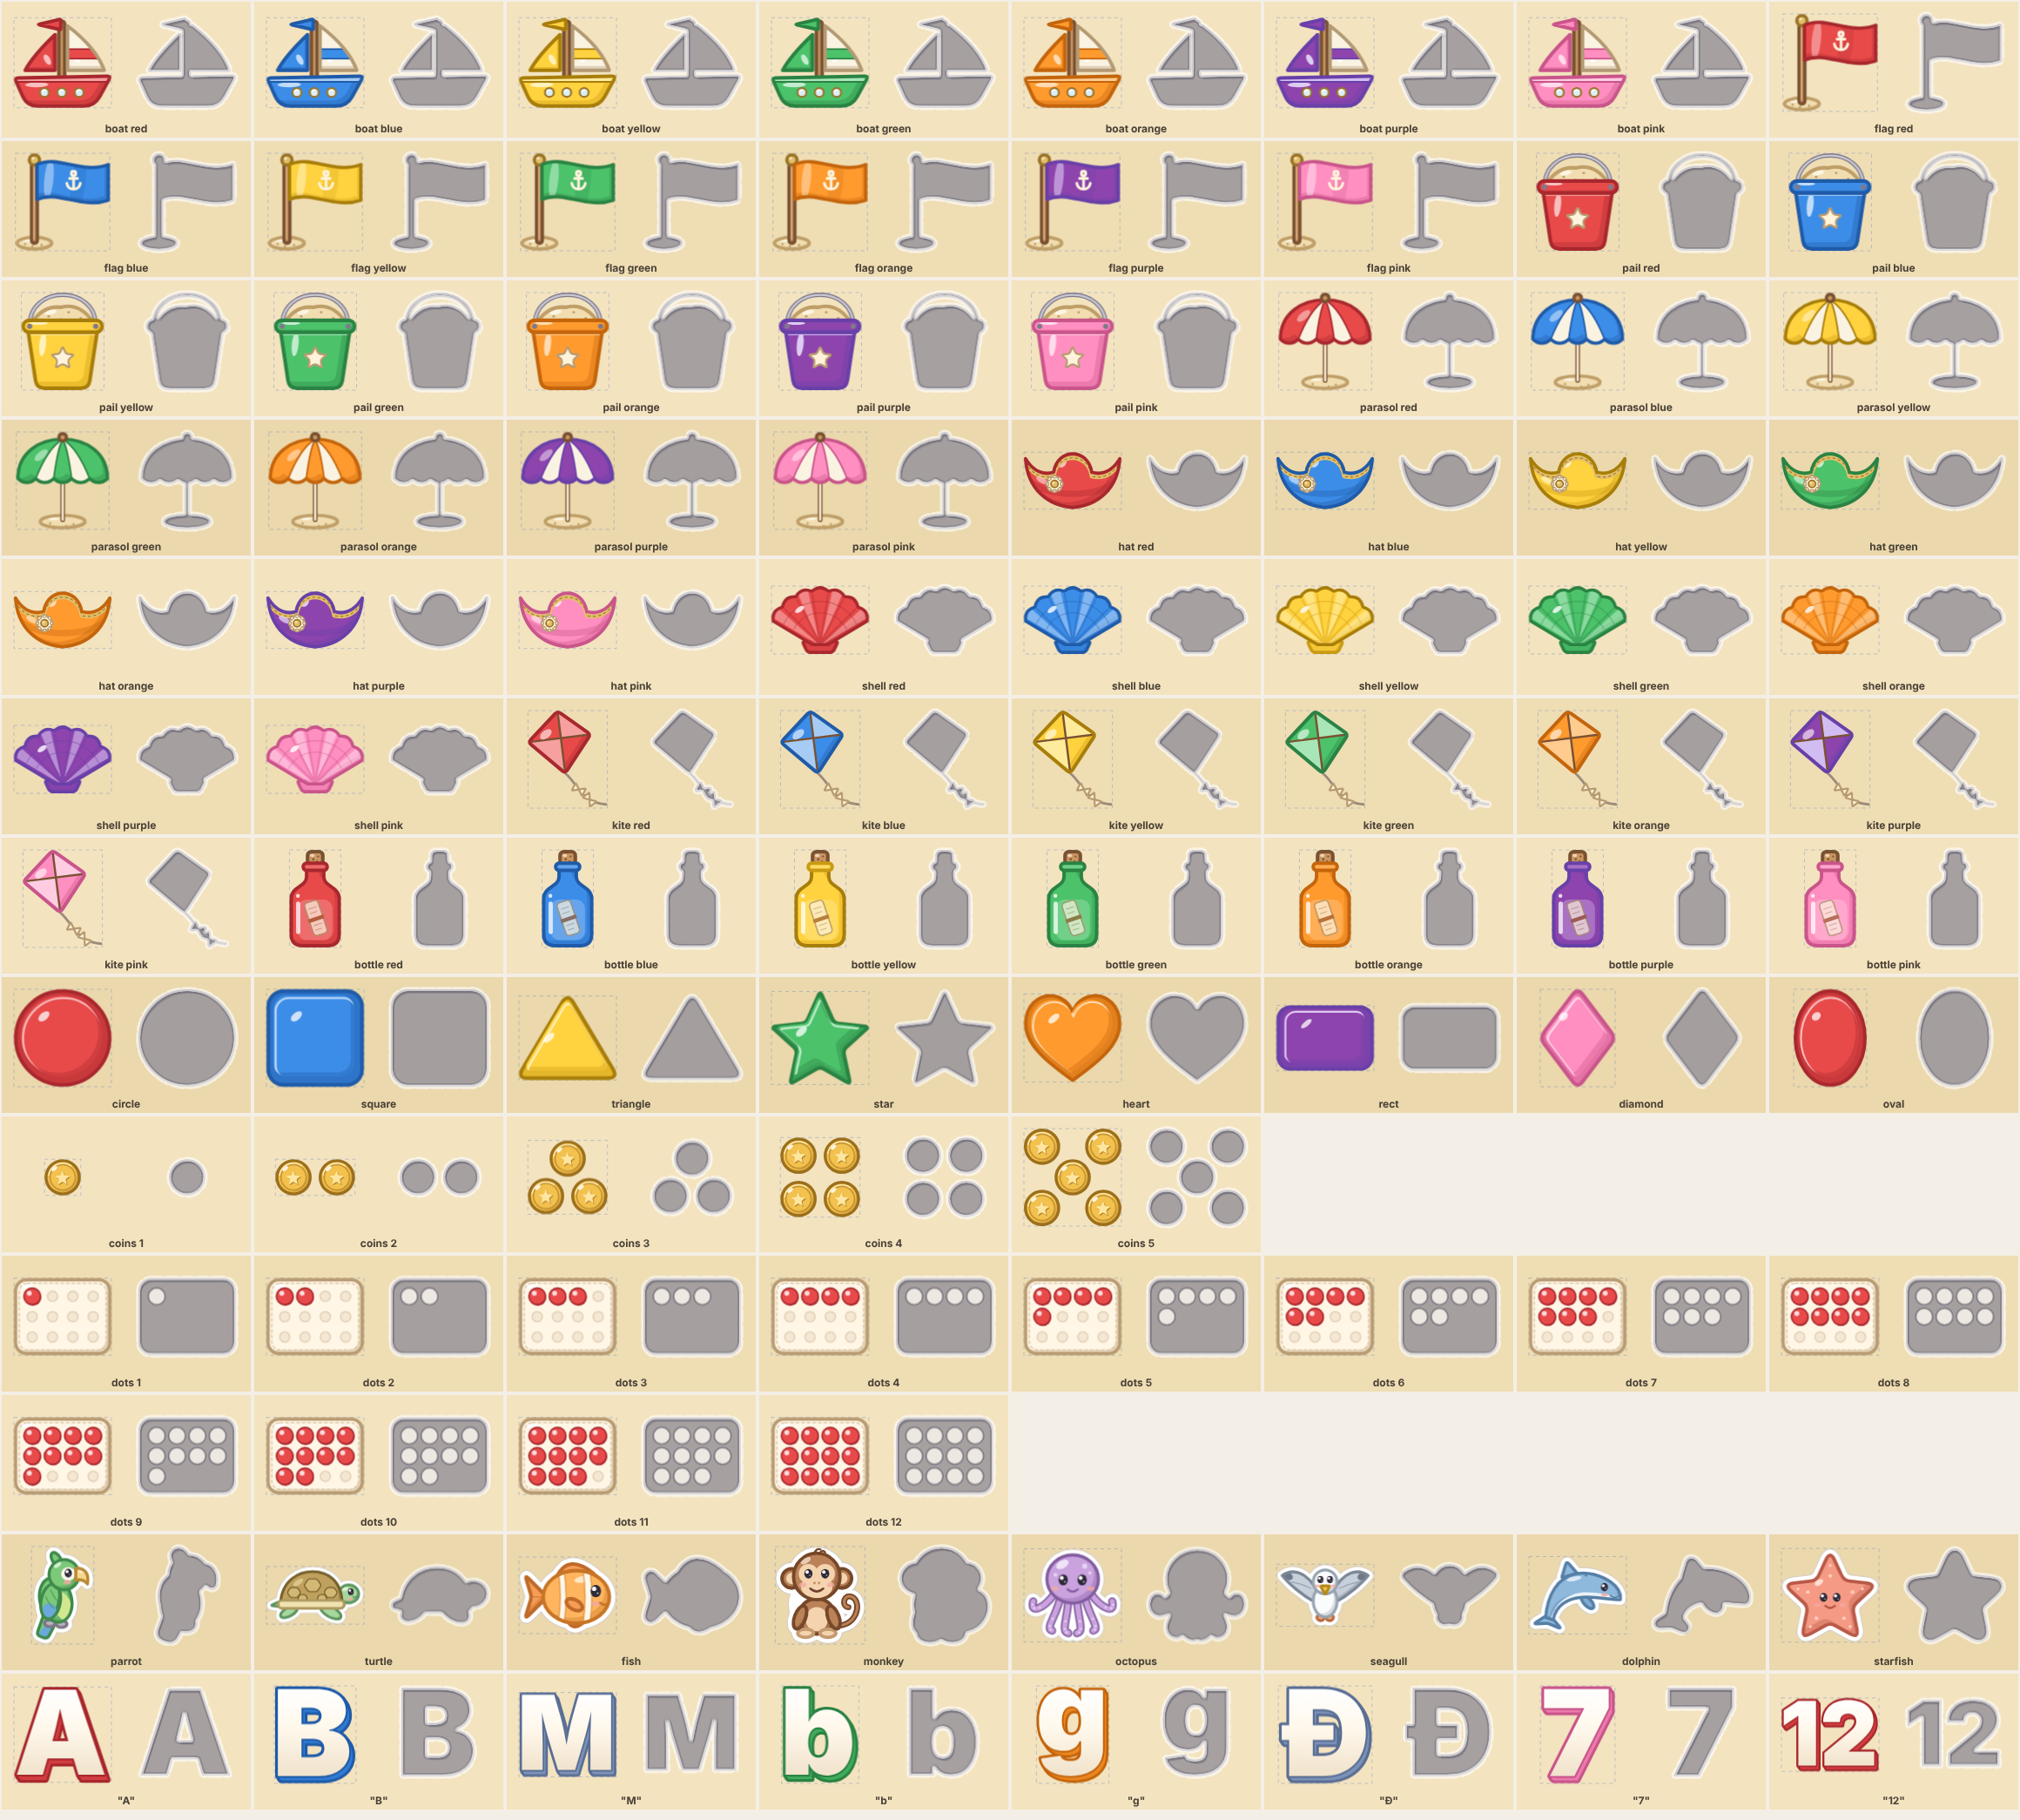 boat red boat blue boat yellow boat green boat orange boat purple boat pink flag red
flag blue flag yellow flag green flag orange flag purple flag pink pail red pail blue
pail yellow pail green pail orange pail purple pail pink parasol red parasol blue parasol yellow
parasol green parasol orange parasol purple parasol pink hat red hat blue hat yellow hat green
hat orange hat purple hat pink shell red shell blue shell yellow shell green shell orange
shell purple shell pink kite red kite blue kite yellow kite green kite orange kite purple
kite pink bottle red bottle blue bottle yellow bottle green bottle orange bottle purple bottle pink
circle square triangle star heart rect diamond oval
coins 1 coins 2 coins 3 coins 4 coins 5
dots 1 dots 2 dots 3 dots 4 dots 5 dots 6 dots 7 dots 8
dots 9 dots 10 dots 11 dots 12
parrot turtle fish monkey octopus seagull dolphin starfish
A A B B M M b b g g Đ Đ 7 7 12 12
"A" "B" "M" "b" "g" "Đ" "7" "12"